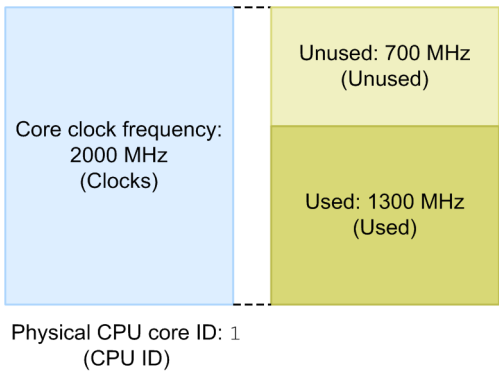 Core clock frequency:
2000 MHz
(Clocks)
Unused: 700 MHz
(Unused)
Used: 1300 MHz
(Used)
Physical CPU core ID: 1
(CPU ID)